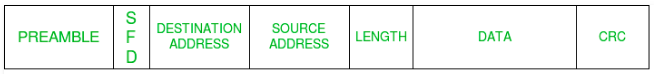 PREAMBLE
S
F
D
DESTINATION
ADDRESS
SOURCE
ADDRESS
LENGTH
DATA
CRC